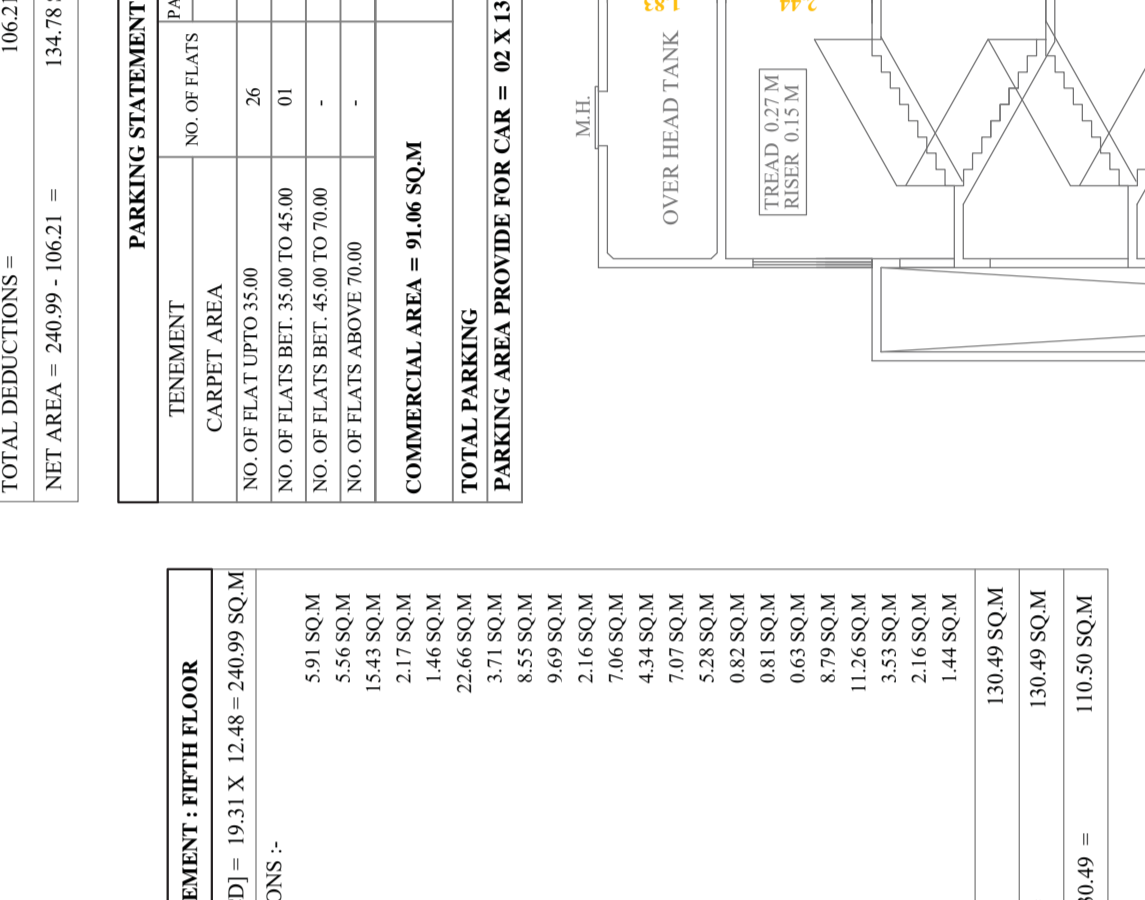 TOTAL DEDUCTIONS = 106.21
NET AREA = 240.99 - 106.21 = 134.78
PARKING STATEMENT
TENEMENT
CARPET AREA
NO. OF FLATS
PA
NO. OF FLAT UPTO 35.00 26
NO. OF FLATS BET. 35.00 TO 45.00 01
NO. OF FLATS BET. 45.00 TO 70.00 -
NO. OF FLATS ABOVE 70.00 -
COMMERCIAL AREA = 91.06 SQ.M
TOTAL PARKING
PARKING AREA PROVIDE FOR CAR = 02 X 13
M.H.
OVER HEAD TANK
1.83
TREAD 0.27 M
RISER 0.15 M
2.44
EMENT : FIFTH FLOOR
D] = 19.31 X 12.48 = 240.99 SQ.M
ONS :-
5.91 SQ.M
5.56 SQ.M
15.43 SQ.M
2.17 SQ.M
1.46 SQ.M
22.66 SQ.M
3.71 SQ.M
8.55 SQ.M
9.69 SQ.M
2.16 SQ.M
7.06 SQ.M
4.34 SQ.M
7.07 SQ.M
5.28 SQ.M
0.82 SQ.M
0.81 SQ.M
0.63 SQ.M
8.79 SQ.M
11.26 SQ.M
3.53 SQ.M
2.16 SQ.M
1.44 SQ.M
130.49 SQ.M
130.49 SQ.M
30.49 = 110.50 SQ.M